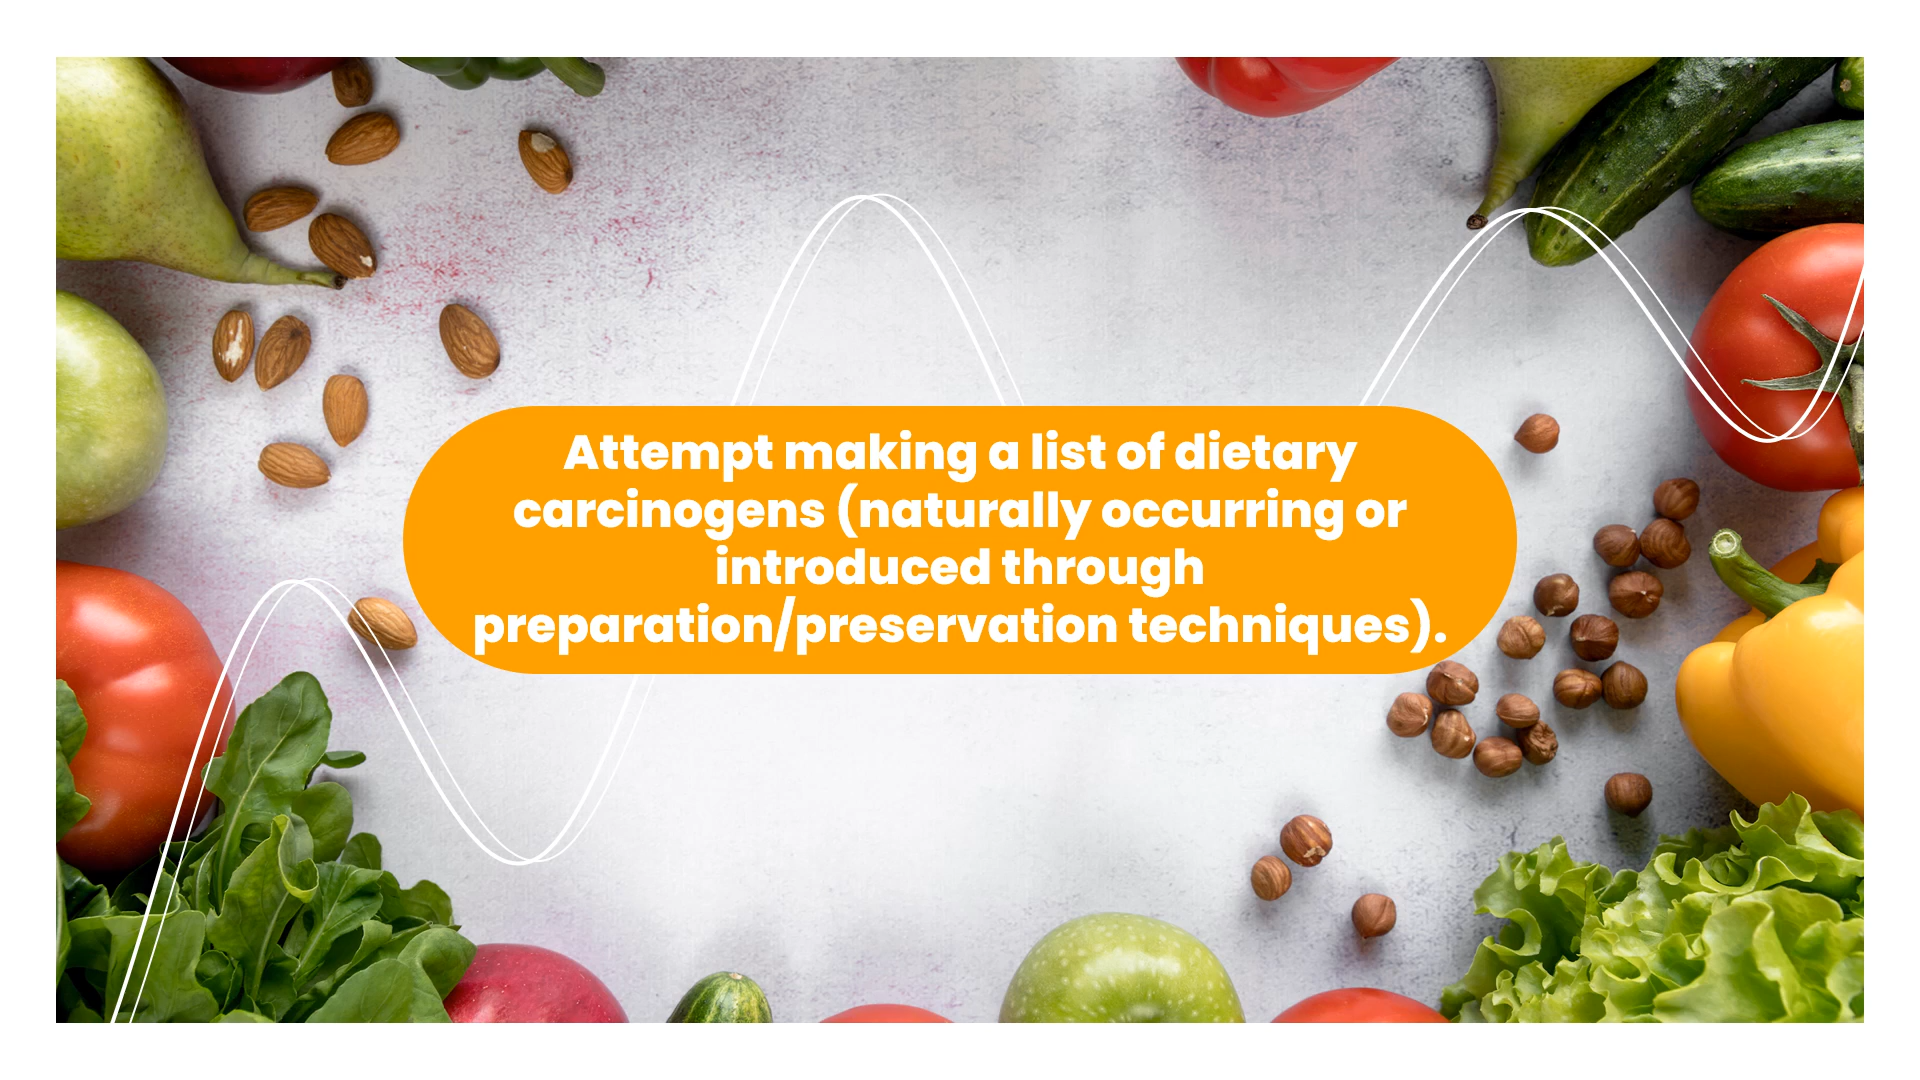 Attempt making a list of dietary
carcinogens (naturally occurring or
introduced through
preparation/preservation techniques).